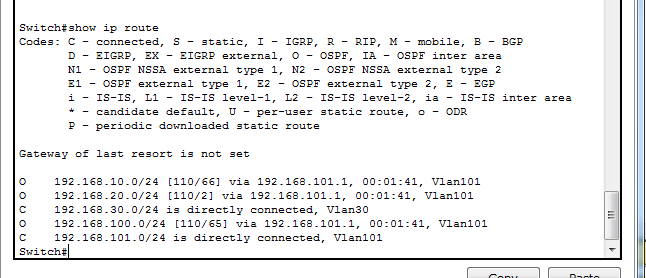 Switch#show ip route
Codes: C - connected, S - static, I - IGRP, R - RIP, M - mobile, B - BGP
D - EIGRP, EX - EIGRP external, O - OSPF, IA - OSPF inter area
N1 - OSPF NSSA external type 1, N2 - OSPF NSSA external type 2
E1 - OSPF external type 1, E2 - OSPF external type 2, E - EGP
i - IS-IS, L1 - IS-IS level-1, L2 - IS-IS level-2, ia - IS-IS inter area
* - candidate default, U - per-user static route, o - ODR
P - periodic downloaded static route
Gateway of last resort is not set
O 192.168.10.0/24 [110/66] via 192.168.101.1, 00:01:41, Vlan101
O 192.168.20.0/24 [110/2] via 192.168.101.1, 00:01:41, Vlan101
C 192.168.30.0/24 is directly connected, Vlan30
O 192.168.100.0/24 [110/65] via 192.168.101.1, 00:01:41, Vlan101
C 192.168.101.0/24 is directly connected, Vlan101
Switch#
Copy Paste